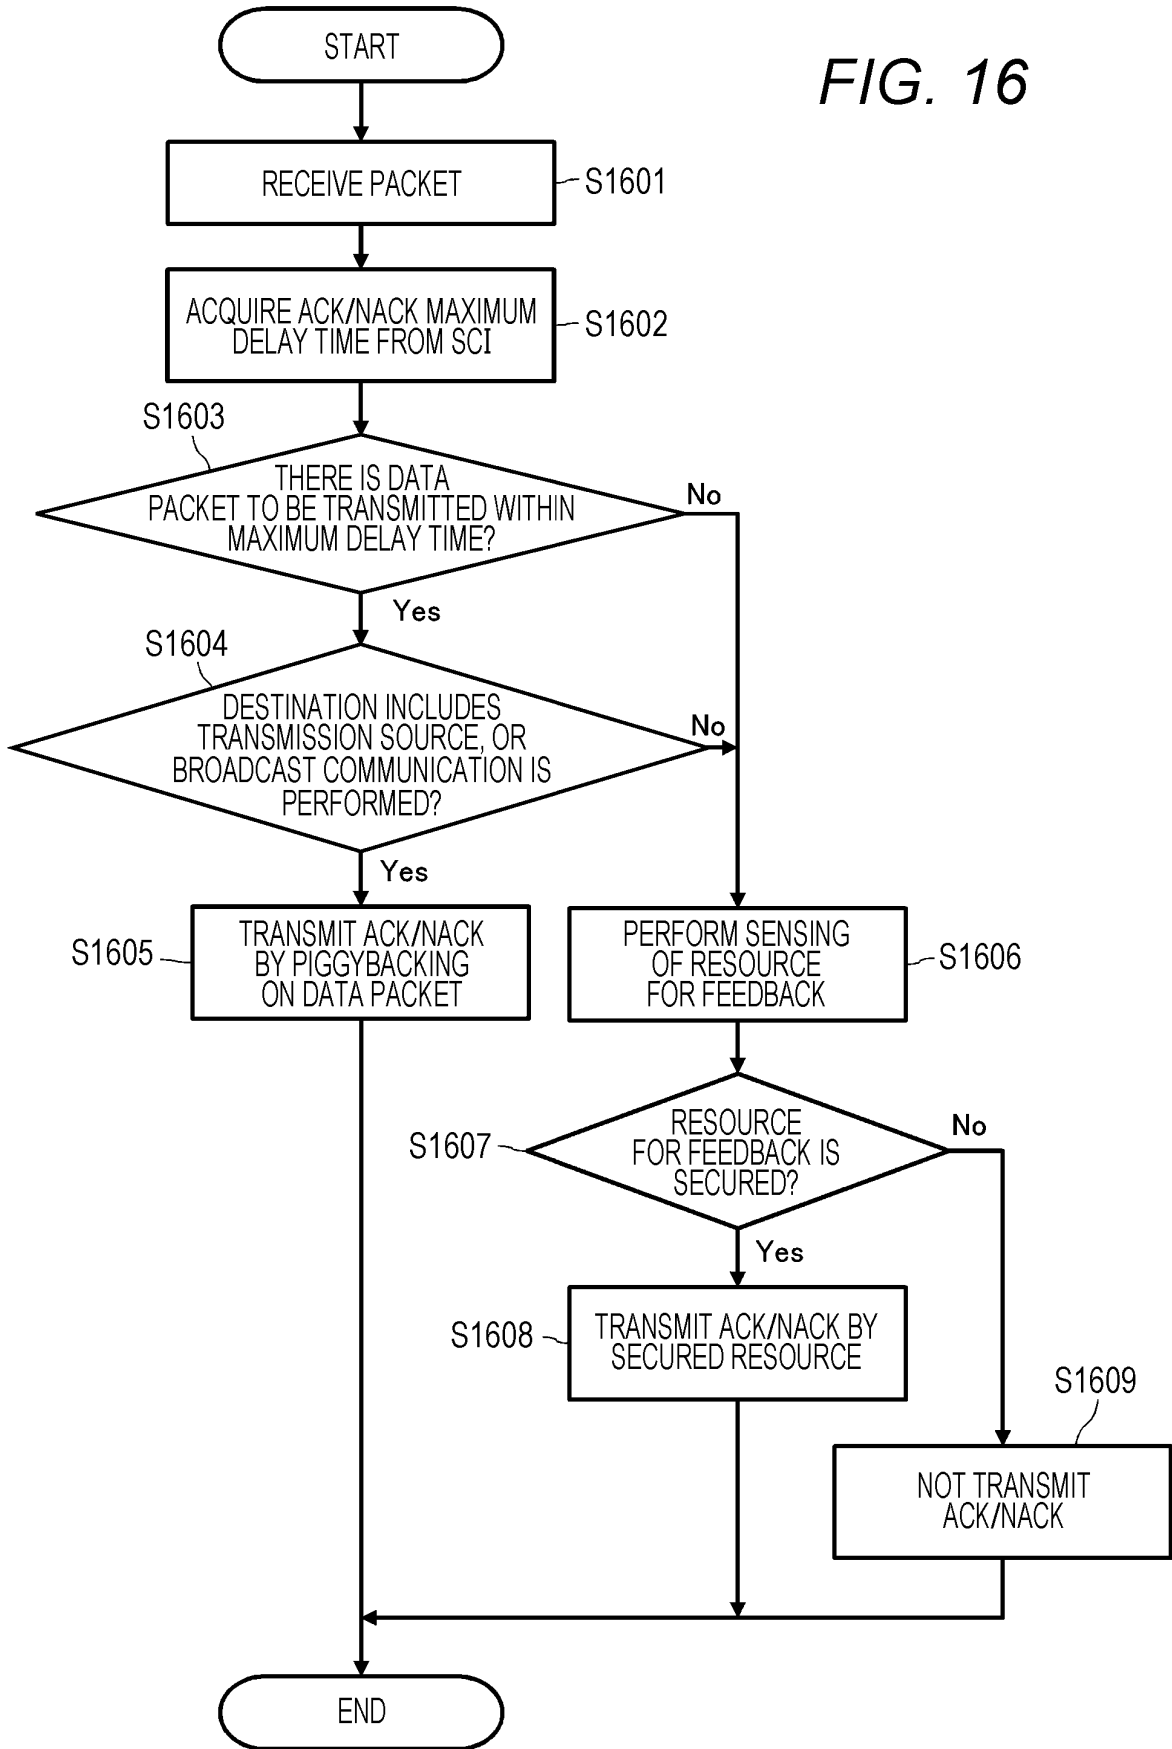 START
FIG. 16
RECEIVE PACKET
S1601
ACQUIRE ACK/NACK MAXIMUM
DELAY TIME FROM SCI
S1602
S1603
THERE IS DATA
PACKET TO BE TRANSMITTED WITHIN
MAXIMUM DELAY TIME?
No
Yes
S1604
DESTINATION INCLUDES
TRANSMISSION SOURCE, OR
BROADCAST COMMUNICATION IS
PERFORMED?
No
Yes
S1605
TRANSMIT ACK/NACK
BY PIGGYBACKING
ON DATA PACKET
PERFORM SENSING
OF RESOURCE
FOR FEEDBACK
S1606
S1607
RESOURCE
FOR FEEDBACK IS
SECURED?
No
Yes
S1608
TRANSMIT ACK/NACK BY
SECURED RESOURCE
S1609
NOT TRANSMIT
ACK/NACK
END